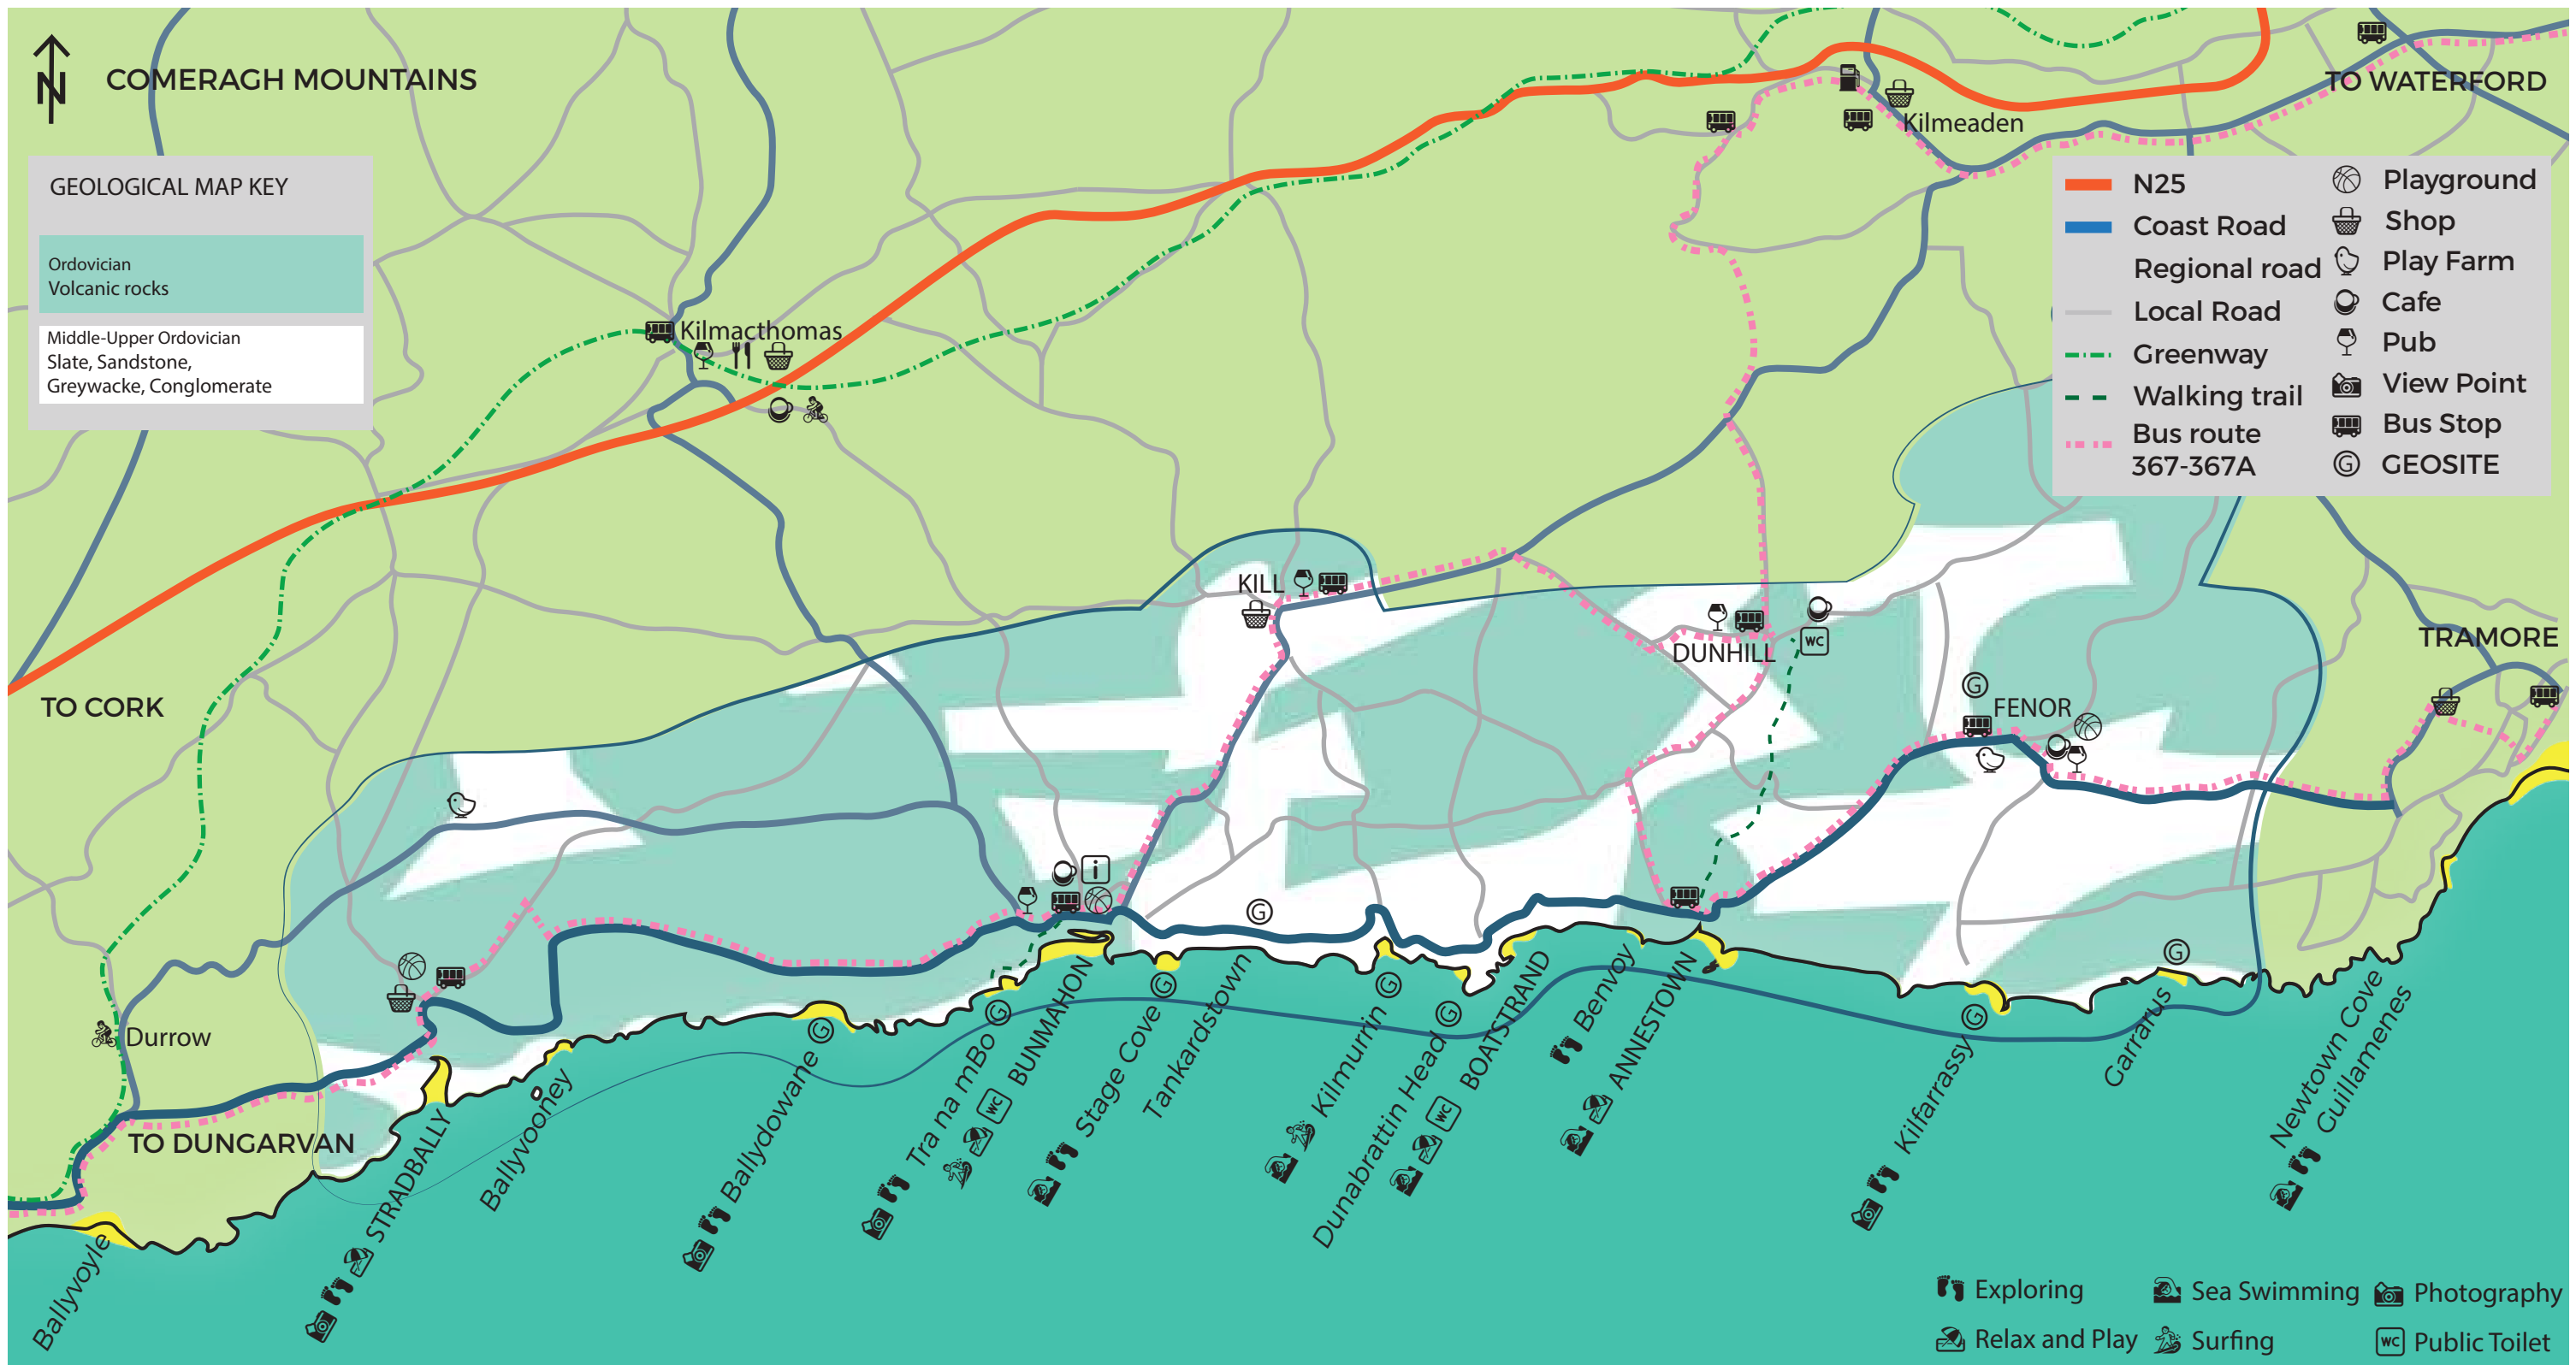 N
COMERAGH MOUNTAINS
TO WATERFORD
Kilmeaden
GEOLOGICAL MAP KEY
Ordovician
Volcanic rocks
Middle-Upper Ordovician
Slate, Sandstone,
Greywacke, Conglomerate
N25
Coast Road
Regional road
Local Road
Greenway
Walking trail
Bus route
367-367A
Playground
Shop
Play Farm
Cafe
Pub
View Point
Bus Stop
G GEOSITE
Kilmacthomas
KILL
DUNHILL
WC
TRAMORE
TO CORK
G
FENOR
i
G
Durrow
TO DUNGARVAN
Ballyvoyle
STRADBALLY
Ballyvooney
Ballydowane G
Tra na mBo G
WC BUNMAHON
Stage Cove G
Tankardstown
Kilmurrin G
Dunabrattin Head G
WC BOATSTRAND
Benvoy
ANNESTOWN
Kilfarrassy G
G
Garrarus
Newtown Cove
Guillamenes
Exploring
Sea Swimming
Photography
Relax and Play
Surfing
WC Public Toilet